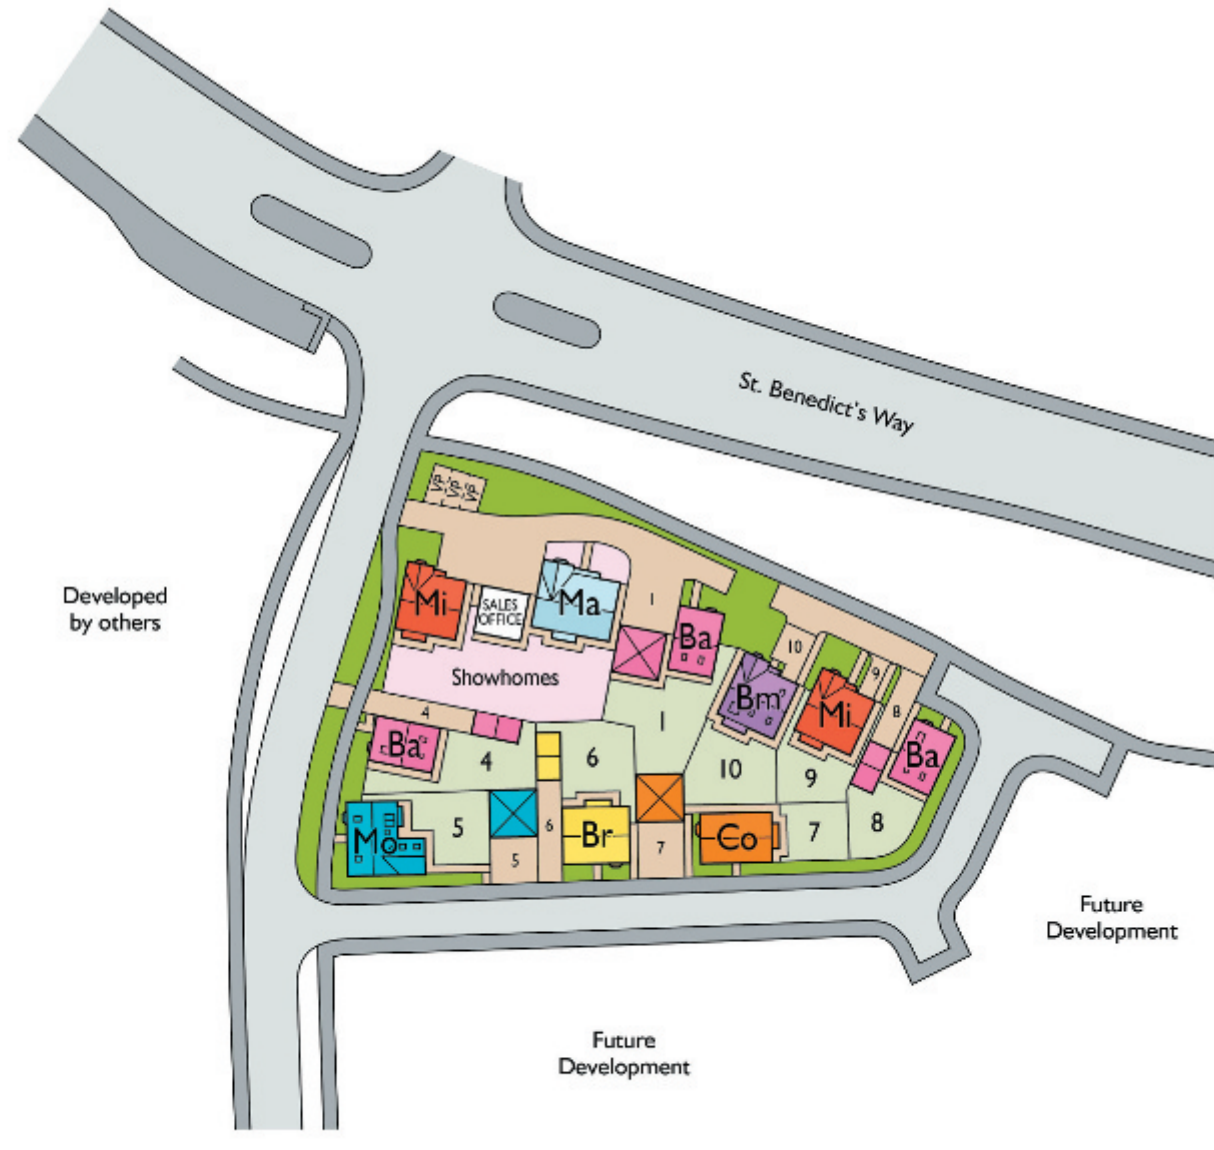 St. Benedict's Way
V.P.
V.P.
V.P.
Developed
by others
Mi
SALES
OFFICE
Ma
1
Ba
10
9
8
Showhomes
Bm
Mi
Ba
4
1
Ba
4
6
10
9
Mo
5
6
Br
7
Co
7
8
5
Future
Development
Future
Development